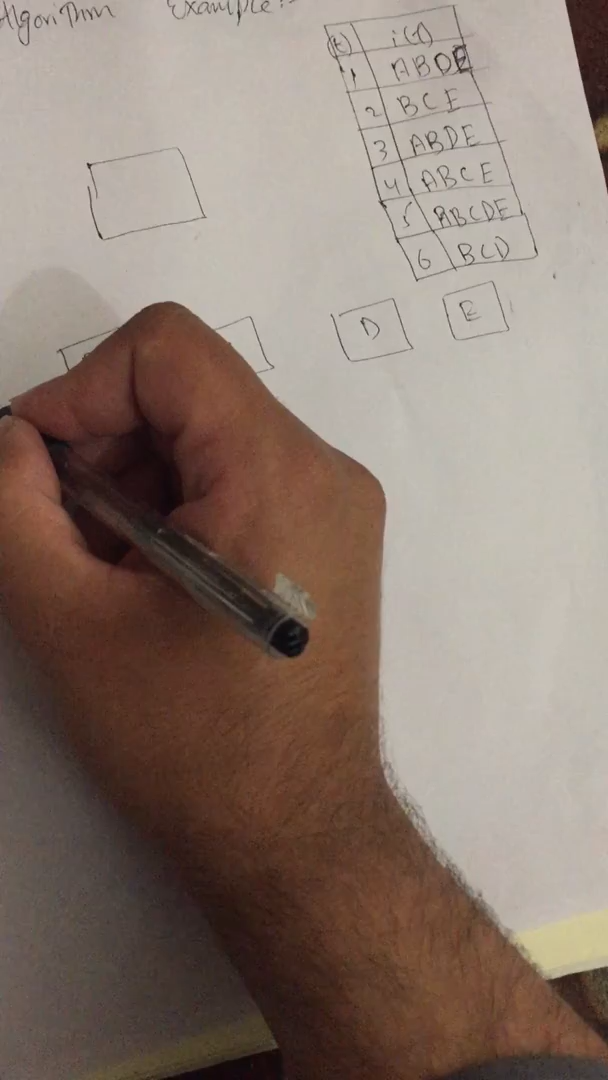 Algorithm Example:-
(t) i(t)
1 ABDE
2 BCE
3 ABDE
4 ABCE
5 ABCDE
6 BCD
D E